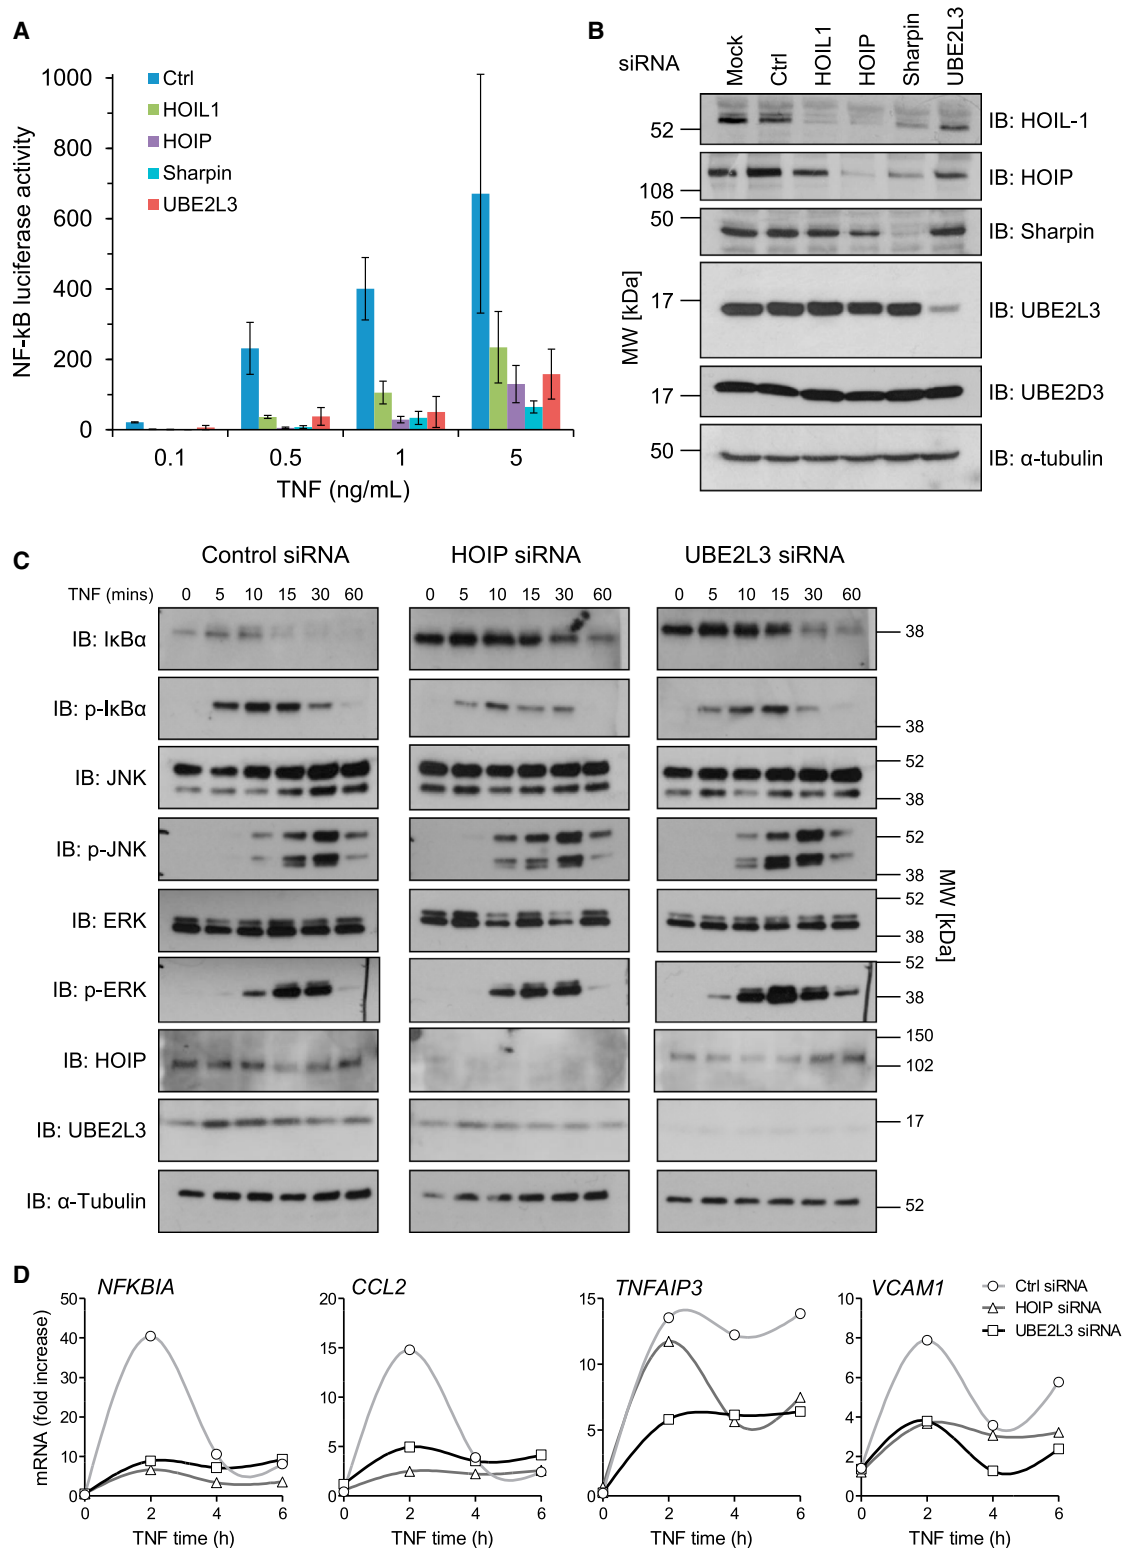 A
NF-kB luciferase activity
1000
800
600
400
200
0
Ctrl
HOIL1
HOIP
Sharpin
UBE2L3
0.1 0.5 1 5
TNF (ng/mL)
B
siRNA Mock Ctrl HOIL1 HOIP Sharpin UBE2L3
MW [kDa]
52 IB: HOIL-1
108 IB: HOIP
50 IB: Sharpin
17 IB: UBE2L3
17 IB: UBE2D3
50 IB: α-tubulin
C
Control siRNA HOIP siRNA UBE2L3 siRNA
TNF (mins) 0 5 10 15 30 60 0 5 10 15 30 60 0 5 10 15 30 60
IB: IκBα 38
IB: p-IκBα 38
IB: JNK 52 38
IB: p-JNK 52 38
IB: ERK 52 38
IB: p-ERK 52 38
IB: HOIP 150 102
IB: UBE2L3 17
IB: α-Tubulin 52
MW [kDa]
D
mRNA (fold increase)
NFKBIA
50
40
30
20
10
0
0 2 4 6
TNF time (h)
CCL2
20
15
10
5
0
0 2 4 6
TNF time (h)
TNFAIP3
15
10
5
0
0 2 4 6
TNF time (h)
VCAM1
10
8
6
4
2
0
0 2 4 6
TNF time (h)
Ctrl siRNA
HOIP siRNA
UBE2L3 siRNA